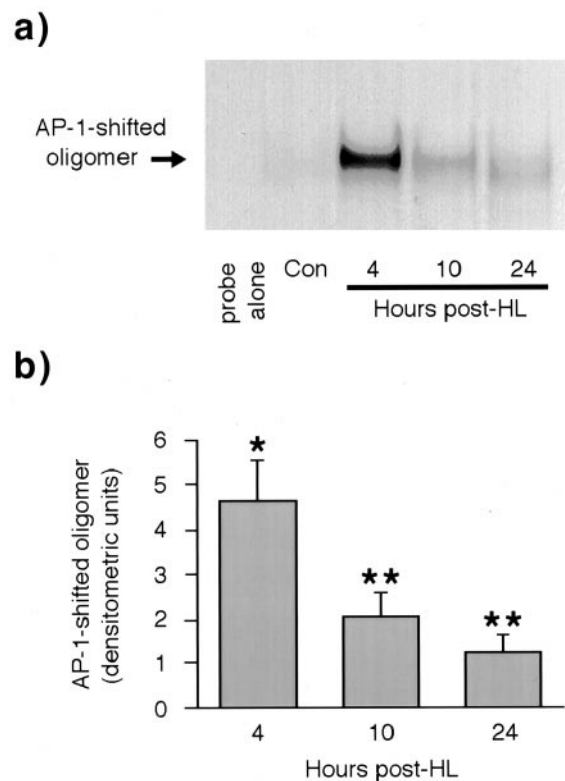 a)
AP-1-shifted
oligomer
probe
alone
Con
4 10 24
Hours post-HL
b)
AP-1-shifted oligomer
(densitometric units)
6
5
4
3
2
1
0
*
**
**
4 10 24
Hours post-HL